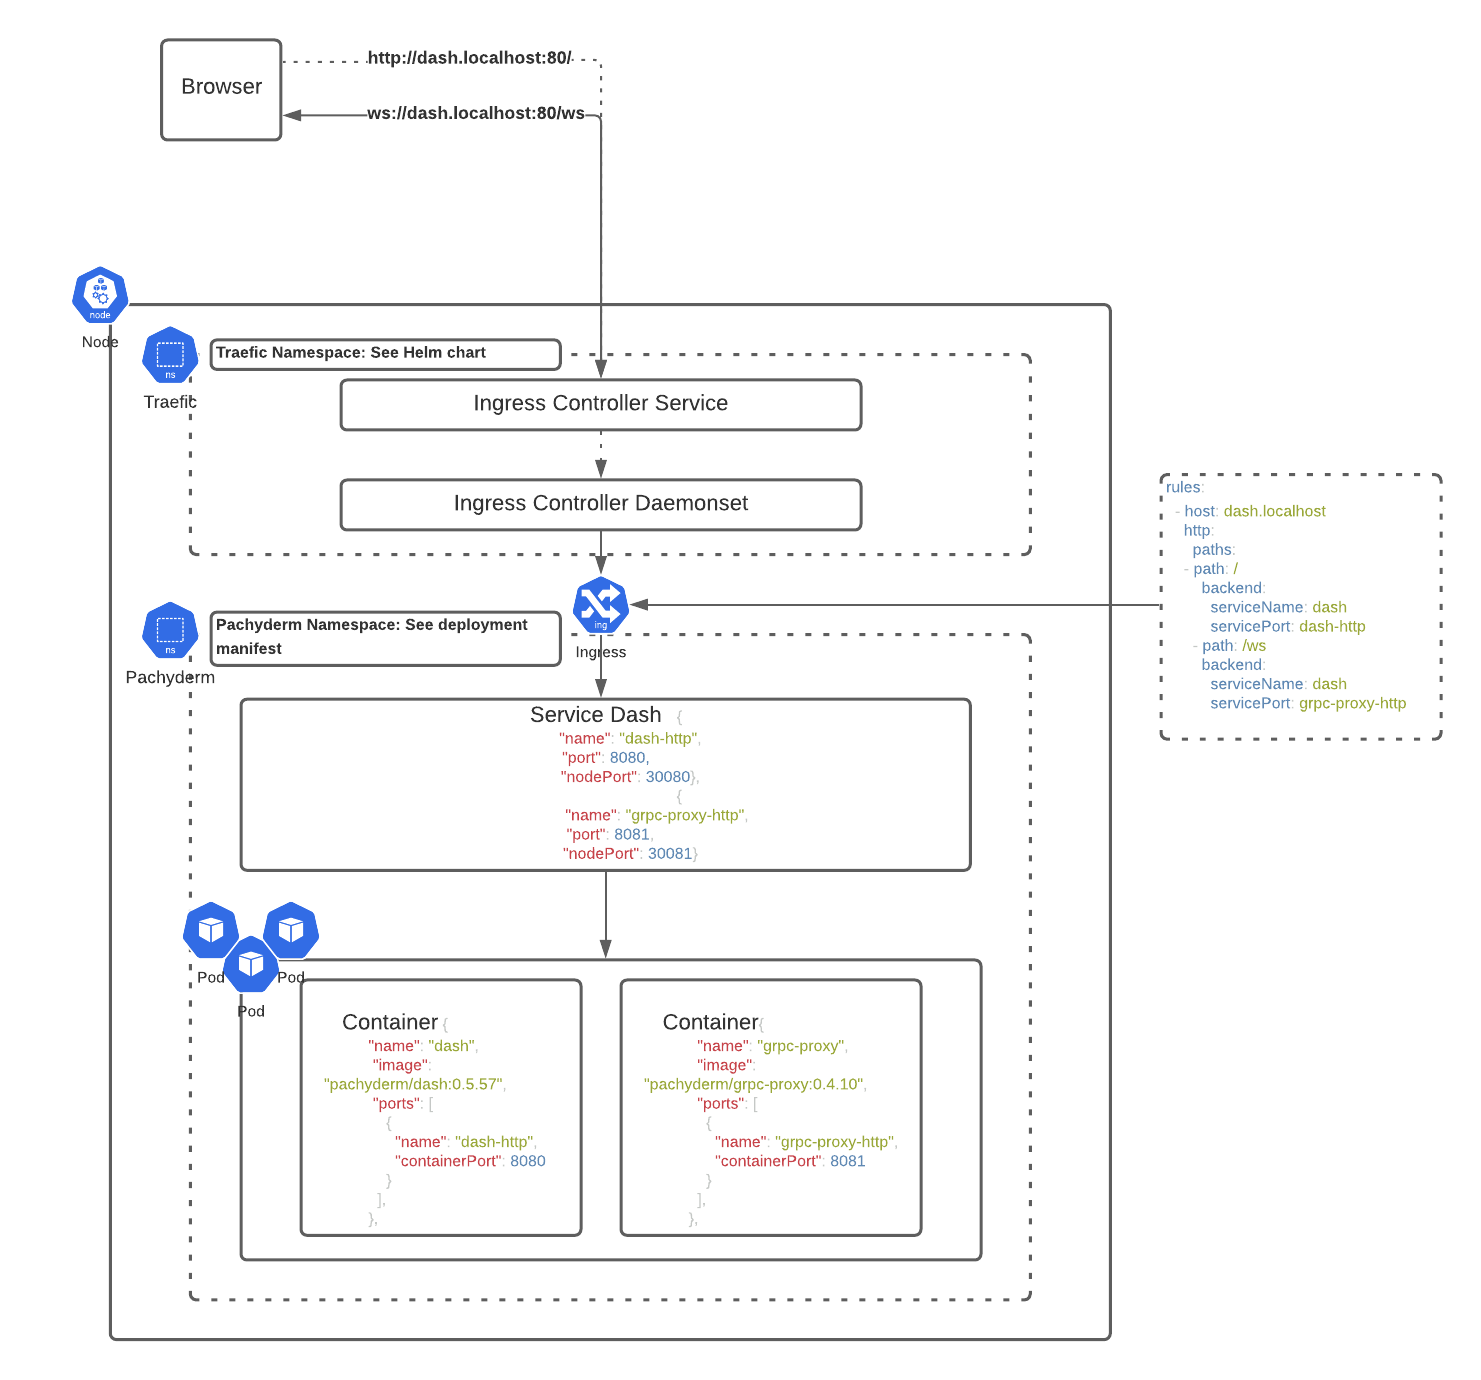 Browser
http://dash.localhost:80/
ws://dash.localhost:80/ws
node
Node
ns
Traefic
Traefic Namespace: See Helm chart
Ingress Controller Service
Ingress Controller Daemonset
ing
Ingress
rules:
- host: dash.localhost
http:
paths:
- path: /
backend:
serviceName: dash
servicePort: dash-http
- path: /ws
backend:
serviceName: dash
servicePort: grpc-proxy-http
ns
Pachyderm
Pachyderm Namespace: See deployment
manifest
Service Dash {
"name": "dash-http",
"port": 8080,
"nodePort": 30080},
{
"name": "grpc-proxy-http",
"port": 8081,
"nodePort": 30081}
Pod
Pod
Pod
Container {
"name": "dash",
"image":
"pachyderm/dash:0.5.57",
"ports": [
{
"name": "dash-http",
"containerPort": 8080
}
],
},
Container{
"name": "grpc-proxy",
"image":
"pachyderm/grpc-proxy:0.4.10",
"ports": [
{
"name": "grpc-proxy-http",
"containerPort": 8081
}
],
},